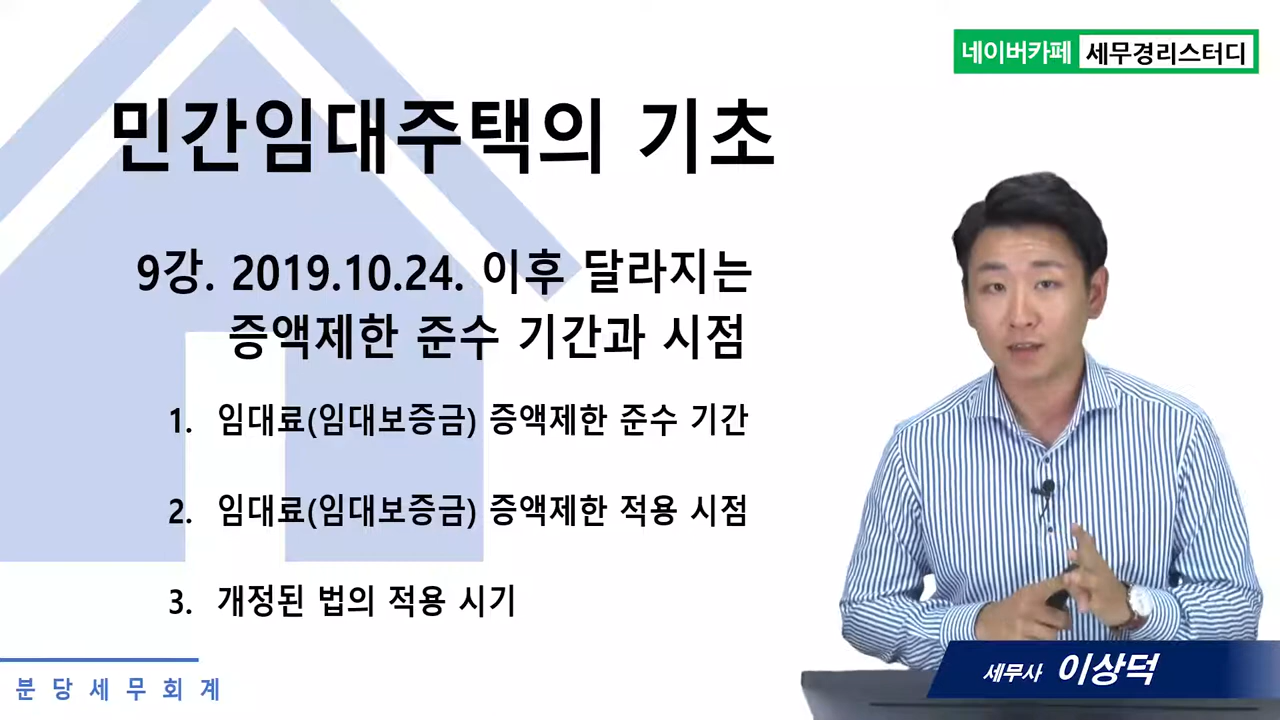 네이버카페 세무경리스터디
민간임대주택의 기초
9강. 2019.10.24. 이후 달라지는
증액제한 준수 기간과 시점
1. 임대료(임대보증금) 증액제한 준수 기간
2. 임대료(임대보증금) 증액제한 적용 시점
3. 개정된 법의 적용 시기
분당세무회계
세무사 이상덕